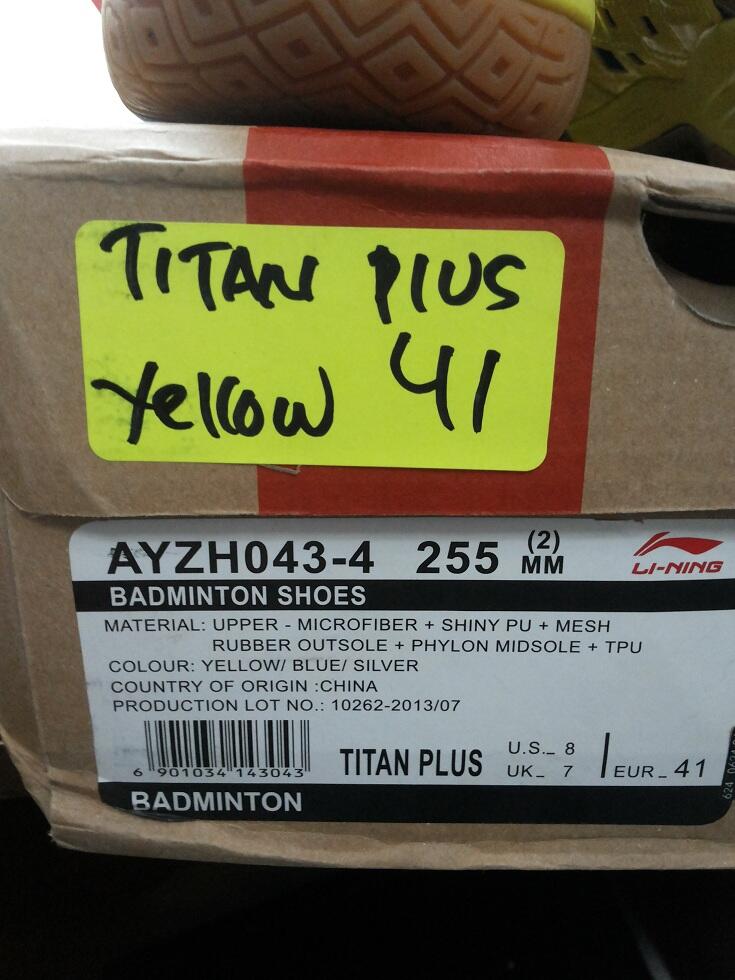 TITAN PLUS
Yellow 41
AYZH043-4 255 (2) MM
LI-NING
BADMINTON SHOES
MATERIAL: UPPER - MICROFIBER + SHINY PU + MESH
RUBBER OUTSOLE + PHYLON MIDSOLE + TPU
COLOUR: YELLOW/ BLUE/ SILVER
COUNTRY OF ORIGIN :CHINA
PRODUCTION LOT NO.: 10262-2013/07
6 901034 143043
TITAN PLUS
U.S._ 8
UK_ 7
EUR_ 41
BADMINTON